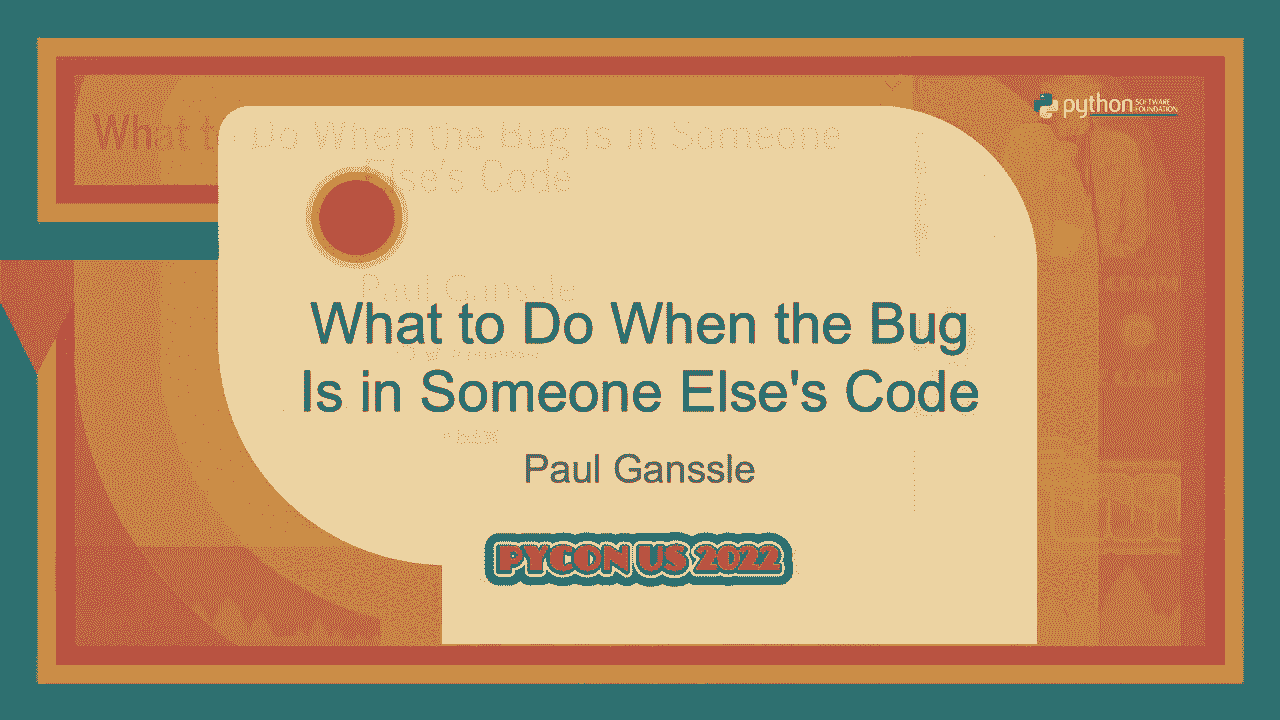 python SOFTWARE
FOUNDATION
What to Do When the Bug is in Someone
Else's Code
Paul Ganssle
What to Do When the Bug
Is in Someone Else's Code
Paul Ganssle
PYCON US 2022